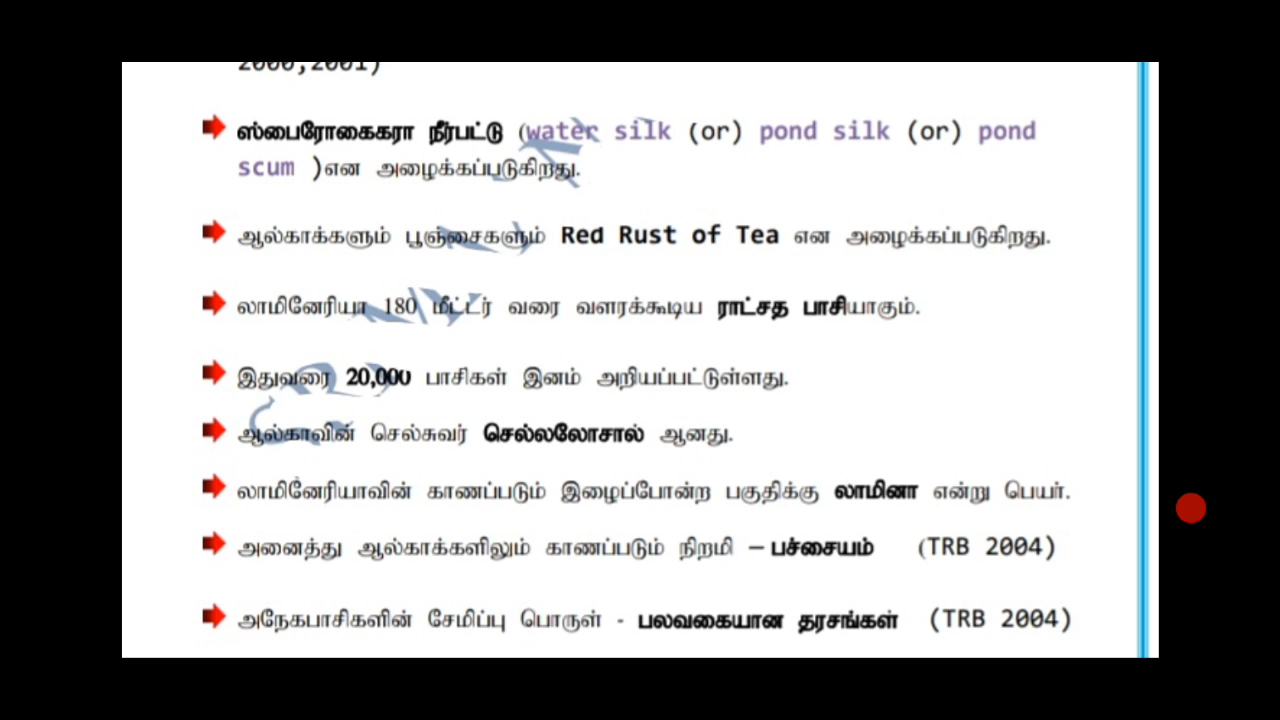 2000,2001)
ஸ்பைரோகைகரா நீர்பட்டு (water silk (or) pond silk (or) pond
scum )என அழைக்கப்படுகிறது.
ஆல்காக்களும் பூஞ்சைகளும் Red Rust of Tea என அழைக்கப்படுகிறது.
லாமினேரியா 180 மீட்டர் வரை வளரக்கூடிய ராட்சத பாசியாகும்.
இதுவரை 20,000 பாசிகள் இனம் அறியப்பட்டுள்ளது.
ஆல்காவின் செல்சுவர் செல்லலோசால் ஆனது.
லாமினேரியாவின் காணப்படும் இழைப்போன்ற பகுதிக்கு லாமினா என்று பெயர்.
அனைத்து ஆல்காக்களிலும் காணப்படும் நிறமி – பச்சையம் (TRB 2004)
அநேகபாசிகளின் சேமிப்பு பொருள் - பலவகையான தரசங்கள் (TRB 2004)